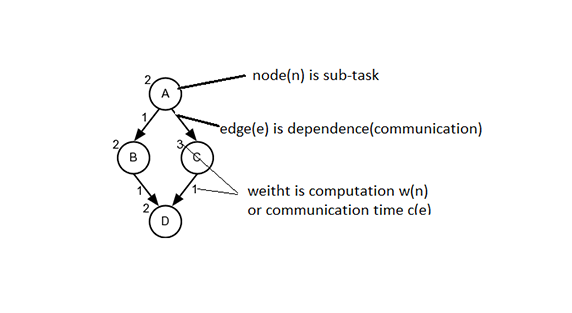 2
A
node(n) is sub-task
1
edge(e) is dependence(communication)
2
B
3
C
1
1
weitht is computation w(n)
or communication time c(e)
2
D